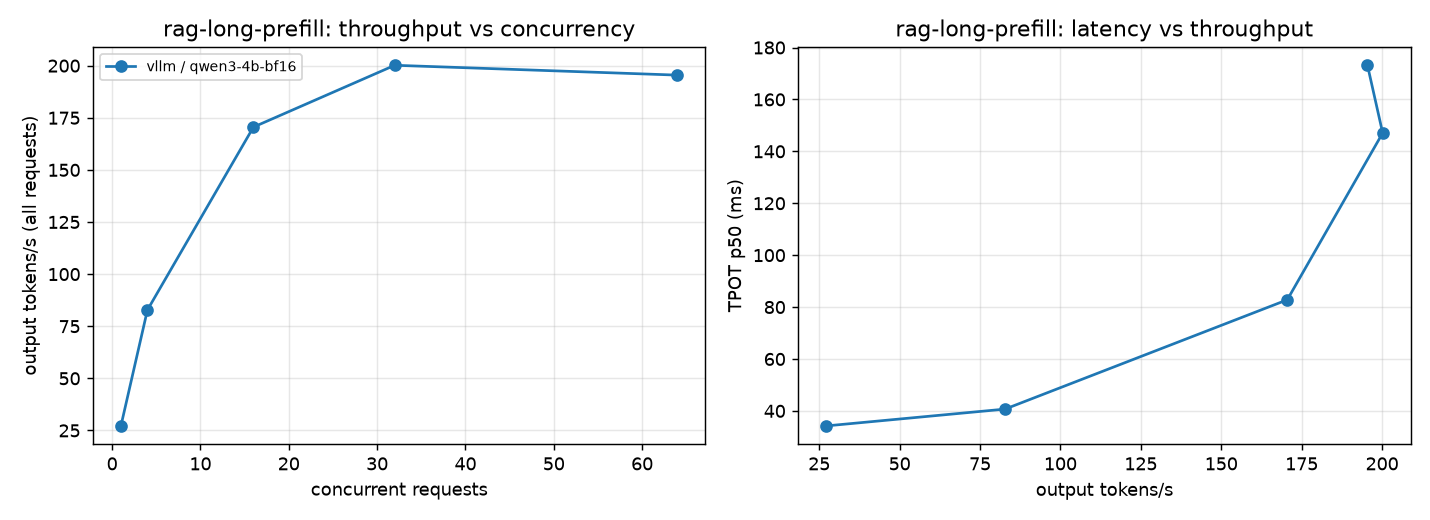 rag-long-prefill: throughput vs concurrency
vllm / qwen3-4b-bf16
output tokens/s (all requests)
200
175
150
125
100
75
50
25
0 10 20 30 40 50 60
concurrent requests
rag-long-prefill: latency vs throughput
TPOT p50 (ms)
180
160
140
120
100
80
60
40
25 50 75 100 125 150 175 200
output tokens/s